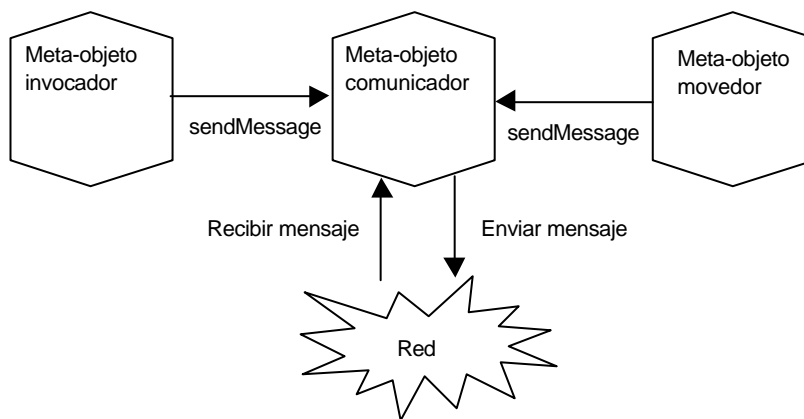 Meta-objeto
invocador
Meta-objeto
comunicador
Meta-objeto
movedor
sendMessage
sendMessage
Recibir mensaje
Enviar mensaje
Red